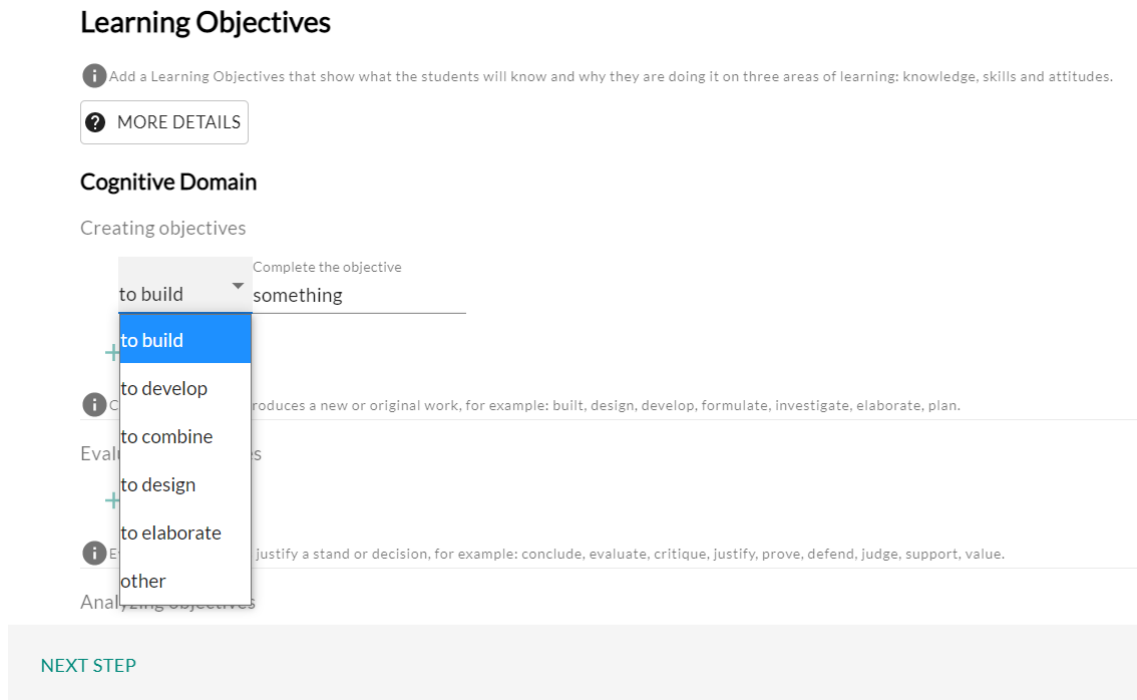 Learning Objectives
Add a Learning Objectives that show what the students will know and why they are doing it on three areas of learning: knowledge, skills and attitudes.
MORE DETAILS
Cognitive Domain
Creating objectives
Complete the objective
to build something
to build
to develop
roduces a new or original work, for example: built, design, develop, formulate, investigate, elaborate, plan.
to combine
to design
to elaborate
justify a stand or decision, for example: conclude, evaluate, critique, justify, prove, defend, judge, support, value.
other
NEXT STEP